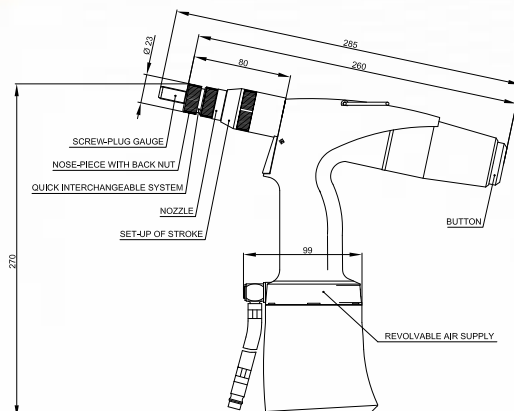 285
Ø 23
260
80
SCREW-PLUG GAUGE
NOSE-PIECE WITH BACK NUT
QUICK INTERCHANGEABLE SYSTEM
NOZZLE
SET-UP OF STROKE
BUTTON
99
270
REVOLVABLE AIR SUPPLY